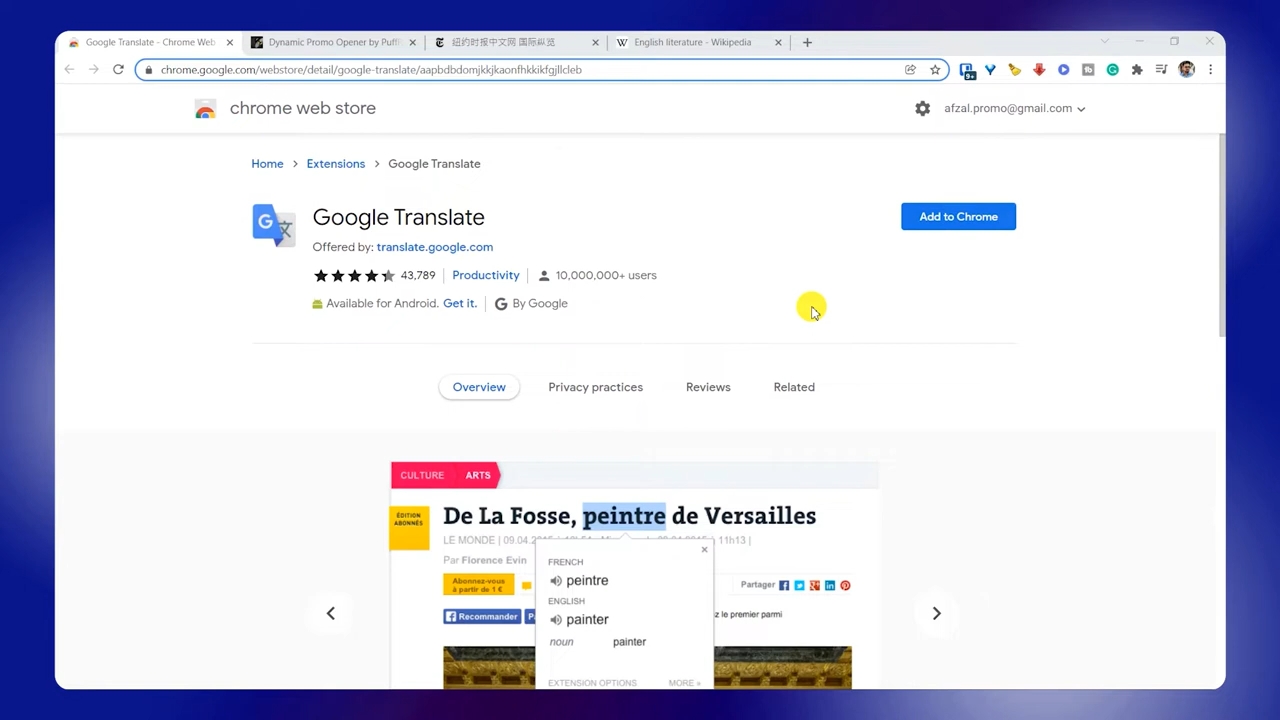 Google Translate - Chrome Web
Dynamic Promo Opener by Puffi
纽约时报中文网 国际纵览
English literature - Wikipedia
chrome.google.com/webstore/detail/google-translate/aapbdbdomjkkjkaonfhkkikfgjllcleb
9+
chrome web store
afzal.promo@gmail.com
Home > Extensions > Google Translate
Google Translate
Add to Chrome
Offered by: translate.google.com
43,789 Productivity 10,000,000+ users
Available for Android. Get it. By Google
Overview Privacy practices Reviews Related
CULTURE ARTS
ÉDITION
ABONNÉS
De La Fosse, peintre de Versailles
LE MONDE | 09.04 11h13 |
Par Florence Evin
FRENCH
peintre
Abonnez-vous
à partir de 1 €
Partager
ENGLISH
painter
Recommander
z le premier parmi
noun painter
EXTENSION OPTIONS MORE »